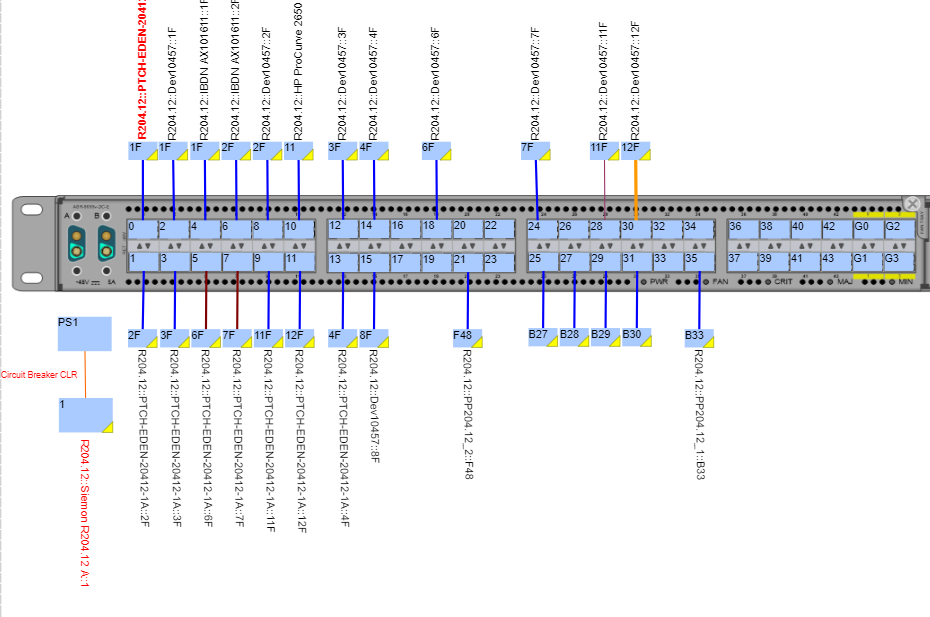 R204.12::PTCH-EDEN-2041
R204.12::Dev10457::1F
R204.12::IBDN AX101611::1F
R204.12::IBDN AX101611::2F
R204.12::Dev10457::2F
R204.12::HP ProCurve 2650
R204.12::Dev10457::3F
R204.12::Dev10457::4F
R204.12::Dev10457::6F
R204.12::Dev10457::7F
R204.12::Dev10457::11F
R204.12::Dev10457::12F
1F 1F 1F 2F 2F 11 3F 4F 6F 7F 11F 12F
A B
0 2 4 6 8 10 12 14 16 18 20 22 24 26 28 30 32 34 36 38 40 42 G0 G2
1 3 5 7 9 11 13 15 17 19 21 23 25 27 29 31 33 35 37 39 41 43 G1 G3
-48V 5A PWR FAN CRIT MAJ MIN
2F 3F 6F 7F 11F 12F 4F 8F F48 B27 B28 B29 B30 B33
PS1
Circuit Breaker CLR
1
R204.12::Siemon R204.12 A::1
R204.12::PTCH-EDEN-20412-1A::2F
R204.12::PTCH-EDEN-20412-1A::3F
R204.12::PTCH-EDEN-20412-1A::6F
R204.12::PTCH-EDEN-20412-1A::7F
R204.12::PTCH-EDEN-20412-1A::11F
R204.12::PTCH-EDEN-20412-1A::12F
R204.12::PTCH-EDEN-20412-1A::4F
R204.12::Dev10457::8F
R204.12::PP204.12_2::F48
R204.12::PP204.12_1::B33